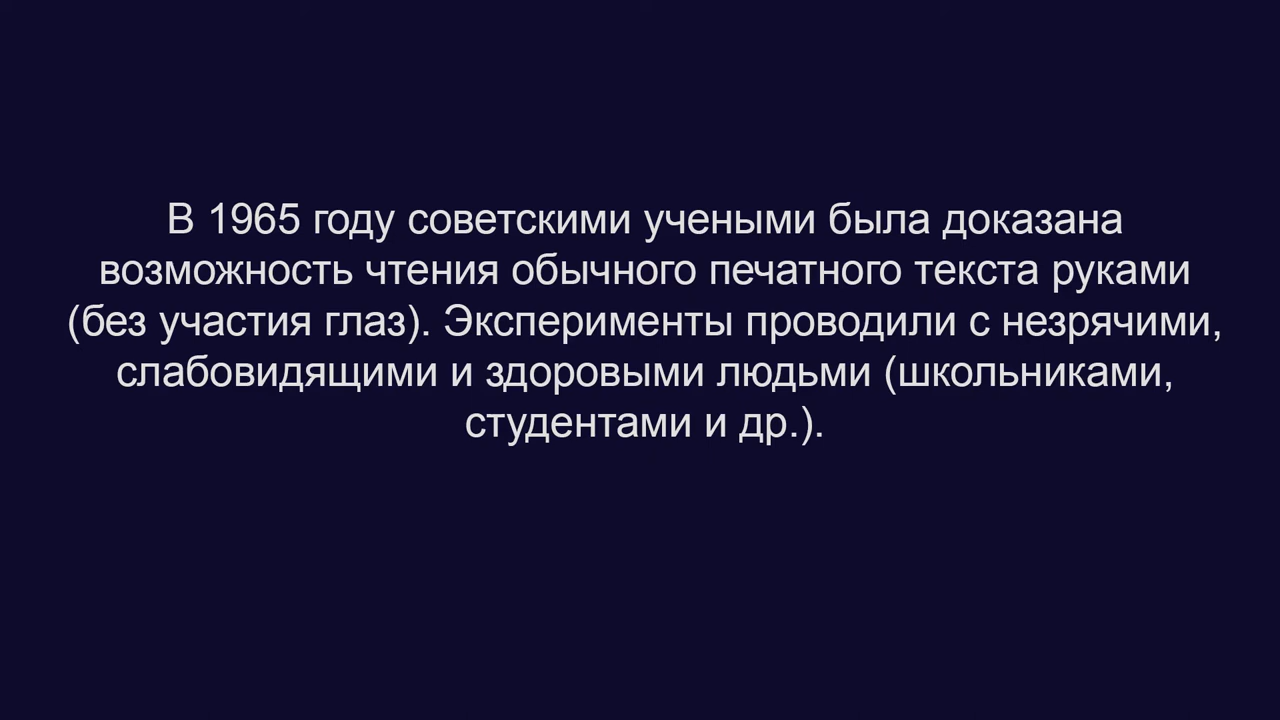 В 1965 году советскими учеными была доказана
возможность чтения обычного печатного текста руками
(без участия глаз). Эксперименты проводили с незрячими,
слабовидящими и здоровыми людьми (школьниками,
студентами и др.).